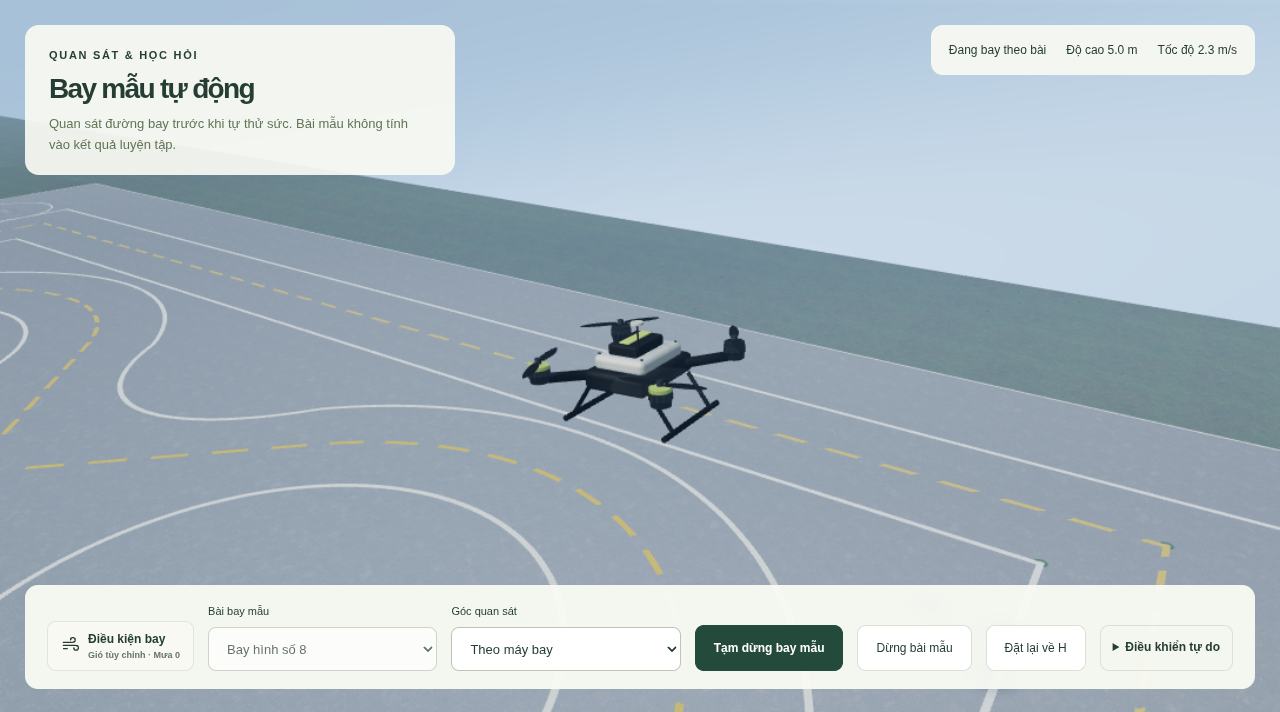 QUAN SÁT & HỌC HỎI
Bay mẫu tự động
Quan sát đường bay trước khi tự thử sức. Bài mẫu không tính
vào kết quả luyện tập.
Đang bay theo bài Độ cao 5.0 m Tốc độ 2.3 m/s
Điều kiện bay
Gió tùy chỉnh · Mưa 0
Bài bay mẫu
Bay hình số 8
Góc quan sát
Theo máy bay
Tạm dừng bay mẫu
Dừng bài mẫu
Đặt lại về H
Điều khiển tự do